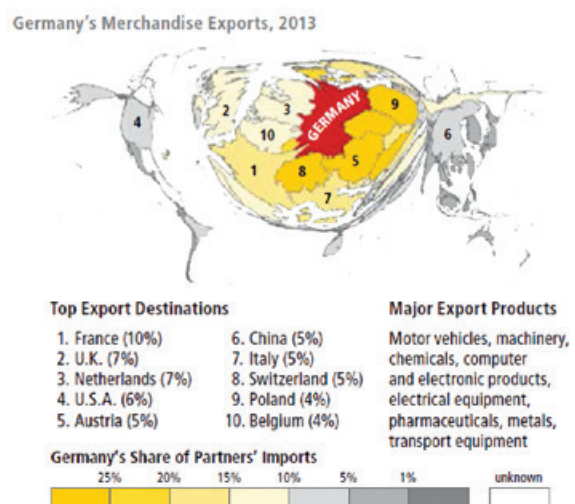 Germany's Merchandise Exports, 2013
GERMANY
2
3
9
4
10
6
1
8
5
7
Top Export Destinations
1. France (10%)
2. U.K. (7%)
3. Netherlands (7%)
4. U.S.A. (6%)
5. Austria (5%)
6. China (5%)
7. Italy (5%)
8. Switzerland (5%)
9. Poland (4%)
10. Belgium (4%)
Major Export Products
Motor vehicles, machinery,
chemicals, computer
and electronic products,
electrical equipment,
pharmaceuticals, metals,
transport equipment
Germany's Share of Partners' Imports
25% 20% 15% 10% 5% 1% unknown